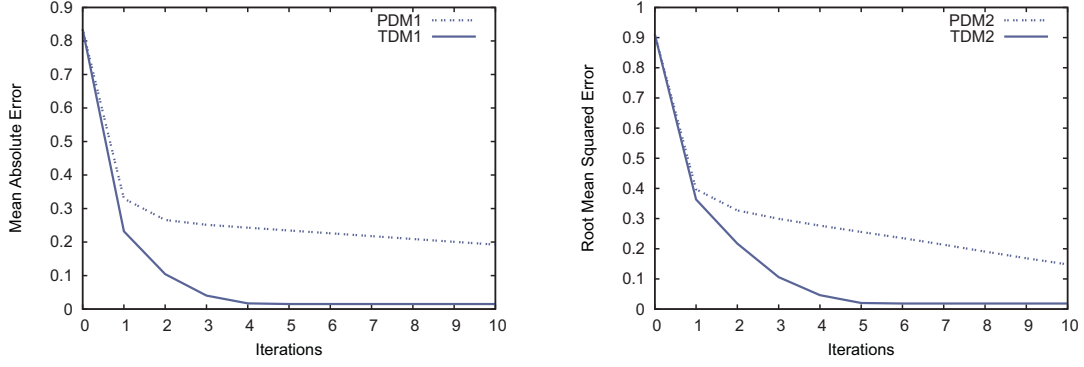 0.9
0.8
0.7
0.6
0.5
0.4
0.3
0.2
0.1
0
Mean Absolute Error
PDM1
TDM1
0 1 2 3 4 5 6 7 8 9 10
Iterations
1
0.9
0.8
0.7
0.6
0.5
0.4
0.3
0.2
0.1
0
Root Mean Squared Error
PDM2
TDM2
0 1 2 3 4 5 6 7 8 9 10
Iterations